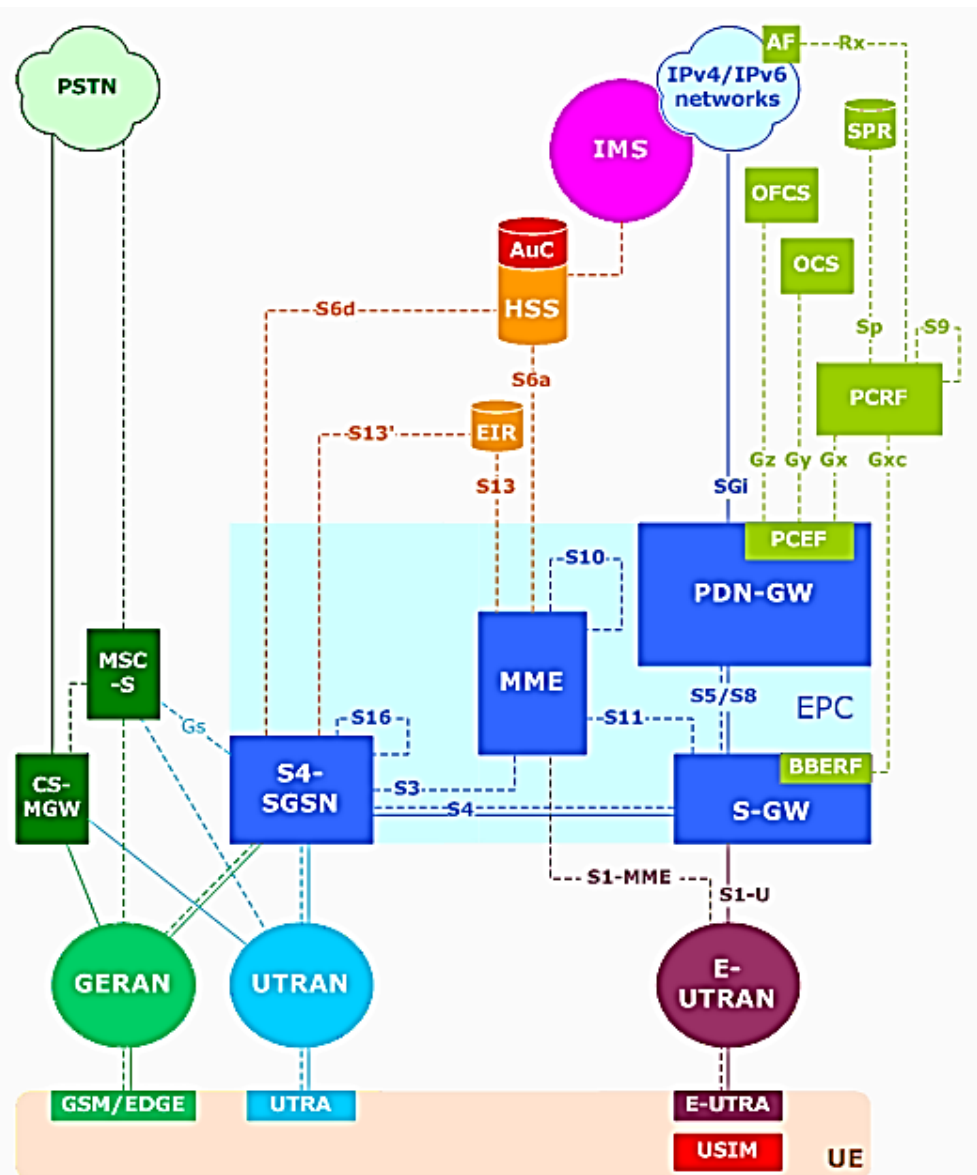 PSTN
AF
Rx
IPv4/IPv6
networks
IMS
SPR
OFCS
AuC
OCS
HSS
S6d
Sp
S9
S6a
PCRF
EIR
S13'
Gz
Gy
Gx
Gxc
S13
SGi
PCEF
S10
PDN-GW
MSC
-S
MME
S5/S8
EPC
Gs
S16
S11
S4-
SGSN
BBERF
CS-
MGW
S3
S4
S-GW
S1-MME
S1-U
GERAN
UTRAN
E-
UTRAN
GSM/EDGE
UTRA
E-UTRA
USIM
UE